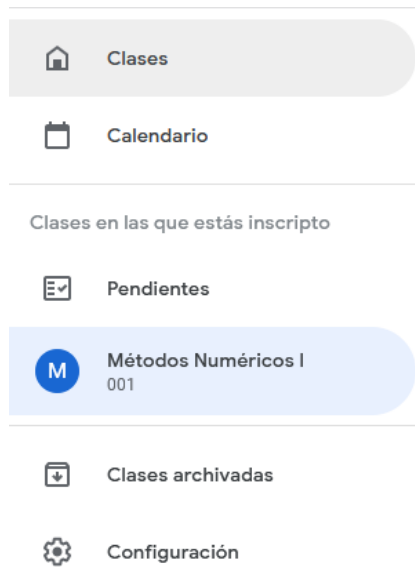 Clases
Calendario
Clases en las que estás inscripto
Pendientes
M
Métodos Numéricos I
001
Clases archivadas
Configuración